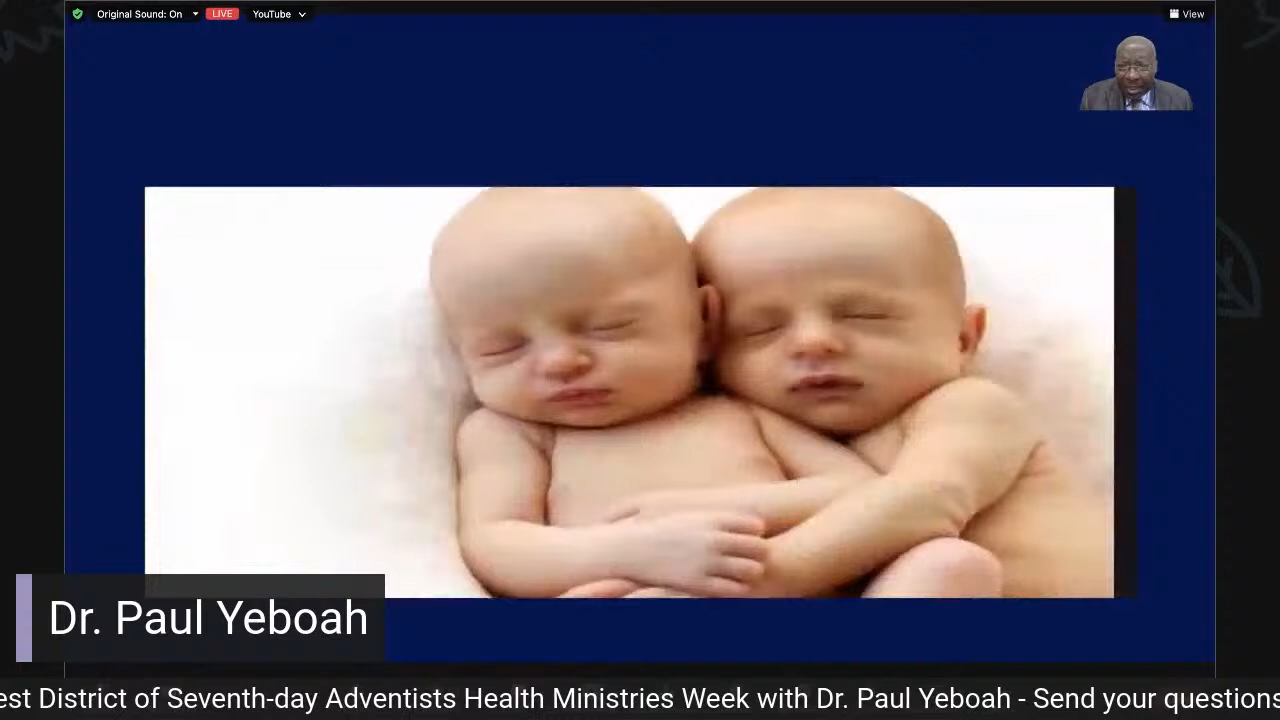 Original Sound: On
LIVE
YouTube
View
Dr. Paul Yeboah
est District of Seventh-day Adventists Health Ministries Week with Dr. Paul Yeboah - Send your questions